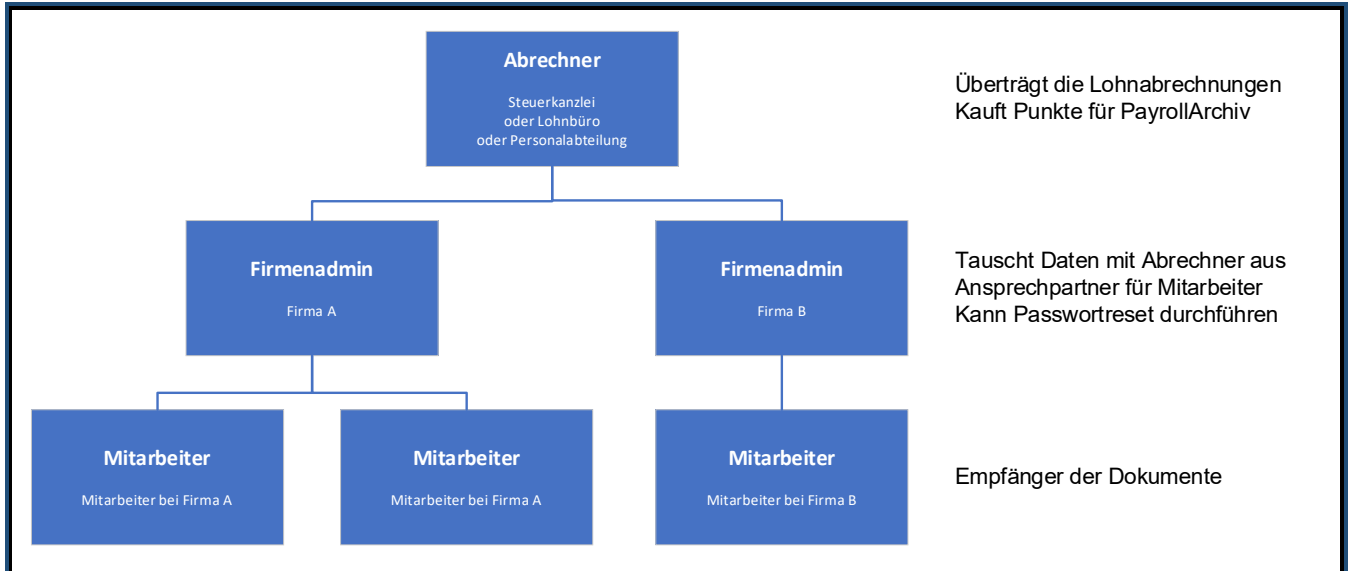 Abrechner
Steuerkanzlei
oder Lohnbüro
oder Personalabteilung
Überträgt die Lohnabrechnungen
Kauft Punkte für PayrollArchiv
Firmenadmin
Firma A
Firmenadmin
Firma B
Tauscht Daten mit Abrechner aus
Ansprechpartner für Mitarbeiter
Kann Passwortreset durchführen
Mitarbeiter
Mitarbeiter bei Firma A
Mitarbeiter
Mitarbeiter bei Firma A
Mitarbeiter
Mitarbeiter bei Firma B
Empfänger der Dokumente